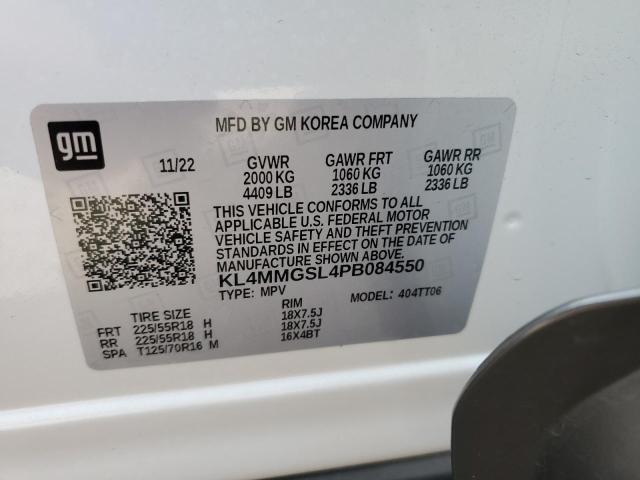 gm
MFD BY GM KOREA COMPANY
11/22 GVWR GAWR FRT GAWR RR
2000 KG 1060 KG 1060 KG
4409 LB 2336 LB 2336 LB
THIS VEHICLE CONFORMS TO ALL
APPLICABLE U.S. FEDERAL MOTOR
VEHICLE SAFETY AND THEFT PREVENTION
STANDARDS IN EFFECT ON THE DATE OF
MANUFACTURE SHOWN ABOVE.
KL4MMGSL4PB084550
TYPE: MPV MODEL: 404TT06
TIRE SIZE RIM
FRT 225/55R18 H 18X7.5J
RR 225/55R18 H 18X7.5J
SPA T125/70R16 M 16X4BT